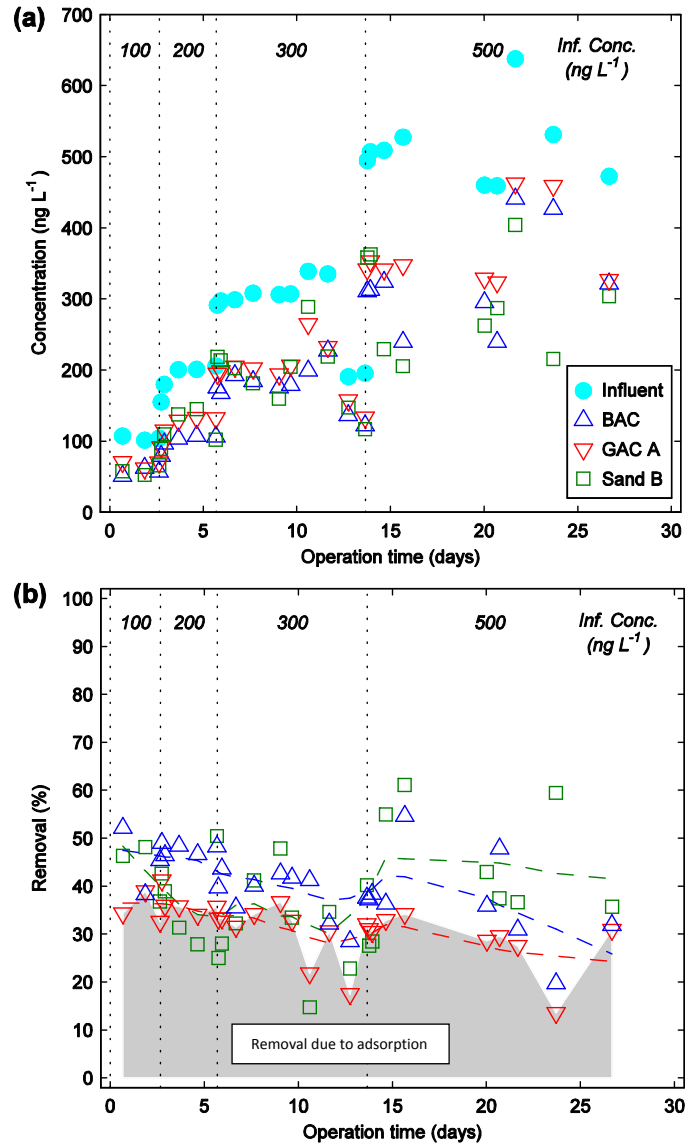 (a)
700
600
500
400
300
200
100
0
Concentration (ng L-1)
100 200 300 500 Inf. Conc.
(ng L-1)
Influent
BAC
GAC A
Sand B
0 5 10 15 20 25 30
Operation time (days)
(b)
100
90
80
70
60
50
40
30
20
10
0
Removal (%)
100 200 300 500 Inf. Conc.
(ng L-1)
Removal due to adsorption
0 5 10 15 20 25 30
Operation time (days)